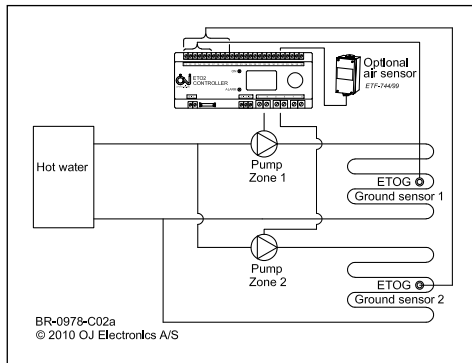 ON
OJ
ETO2
CONTROLLER
ALARM
Optional
air sensor
ETF-744/99
Hot water
Pump
Zone 1
ETOG
Ground sensor 1
Pump
Zone 2
ETOG
Ground sensor 2
BR-0978-C02a
© 2010 OJ Electronics A/S